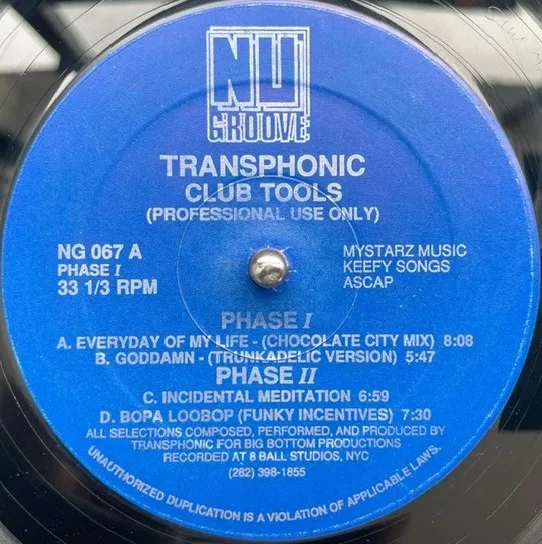 NU
GROOVE
TRANSPHONIC
CLUB TOOLS
(PROFESSIONAL USE ONLY)
NG 067 A
PHASE I
33 1/3 RPM
MYSTARZ MUSIC
KEEFY SONGS
ASCAP
PHASE I
A. EVERYDAY OF MY LIFE - (CHOCOLATE CITY MIX) 8:08
B. GODDAMN - (TRUNKADELIC VERSION) 5:47
PHASE II
C. INCIDENTAL MEDITATION 6:59
D. BOPA LOOBOP (FUNKY INCENTIVES) 7:30
ALL SELECTIONS COMPOSED, PERFORMED, AND PRODUCED BY
TRANSPHONIC FOR BIG BOTTOM PRODUCTIONS
RECORDED AT 8 BALL STUDIOS, NYC
(282) 398-1855
UNAUTHORIZED DUPLICATION IS A VIOLATION OF APPLICABLE LAWS.